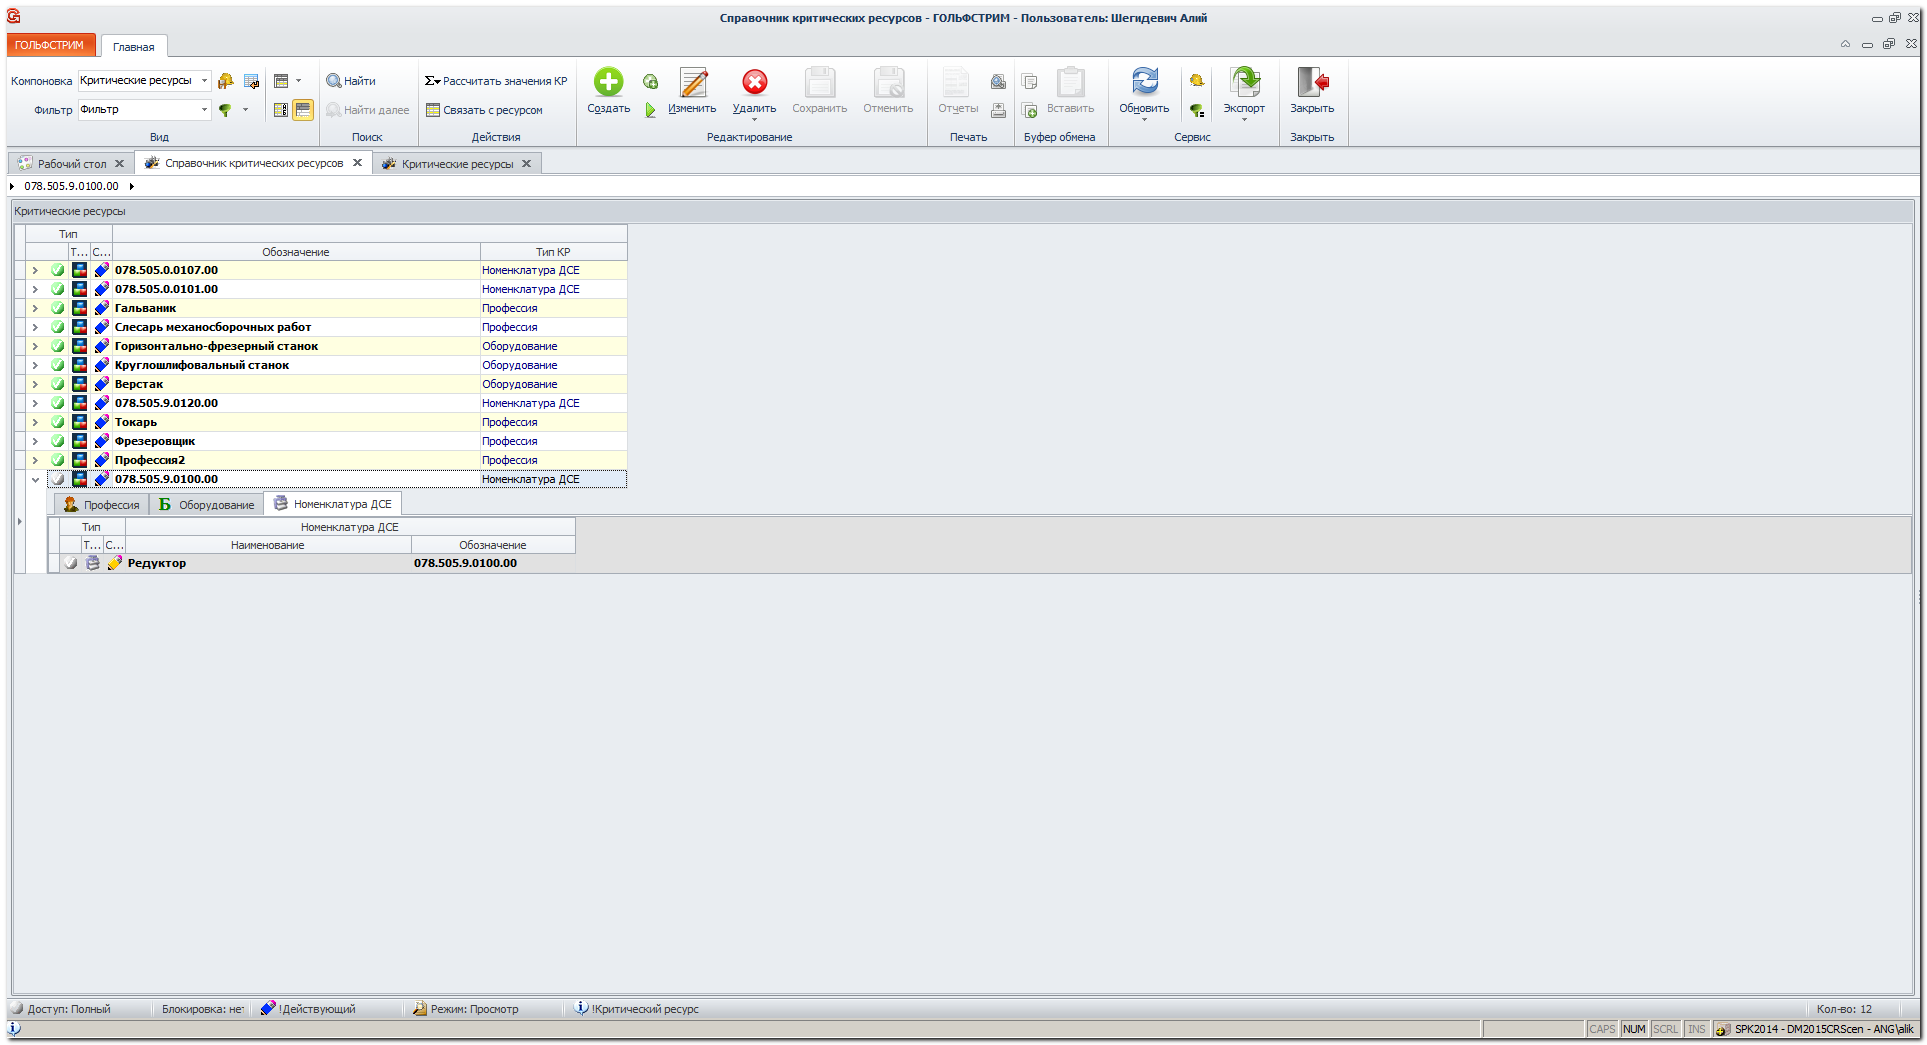 Справочник критических ресурсов - ГОЛЬФСТРИМ - Пользователь: Шегидевич Алий
ГОЛЬФСТРИМ Главная
Компоновка Критические ресурсы Найти Σ Рассчитать значения КР
Фильтр Фильтр Найти далее Связать с ресурсом
Создать Изменить Удалить Сохранить Отменить Отчеты Вставить Обновить Экспорт Закрыть
Вид Поиск Действия Редактирование Печать Буфер обмена Сервис Закрыть
Рабочий стол Справочник критических ресурсов Критические ресурсы
078.505.9.0100.00
Критические ресурсы
Тип
Т... С... Обозначение Тип КР
078.505.0.0107.00 Номенклатура ДСЕ
078.505.0.0101.00 Номенклатура ДСЕ
Гальваник Профессия
Слесарь механосборочных работ Профессия
Горизонтально-фрезерный станок Оборудование
Круглошлифовальный станок Оборудование
Верстак Оборудование
078.505.9.0120.00 Номенклатура ДСЕ
Токарь Профессия
Фрезеровщик Профессия
Профессия2 Профессия
078.505.9.0100.00 Номенклатура ДСЕ
Профессия Б Оборудование Номенклатура ДСЕ
Тип Номенклатура ДСЕ
Т... С... Наименование Обозначение
Редуктор 078.505.9.0100.00
Доступ: Полный Блокировка: нет !Действующий Режим: Просмотр !Критический ресурс Кол-во: 12
CAPS NUM SCRL INS SPK2014 - DM2015CRScen - ANG\alik